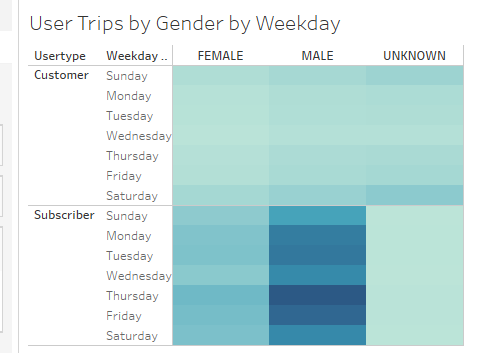 User Trips by Gender by Weekday
Usertype Weekday .. FEMALE MALE UNKNOWN
Customer Sunday
Monday
Tuesday
Wednesday
Thursday
Friday
Saturday
Subscriber Sunday
Monday
Tuesday
Wednesday
Thursday
Friday
Saturday